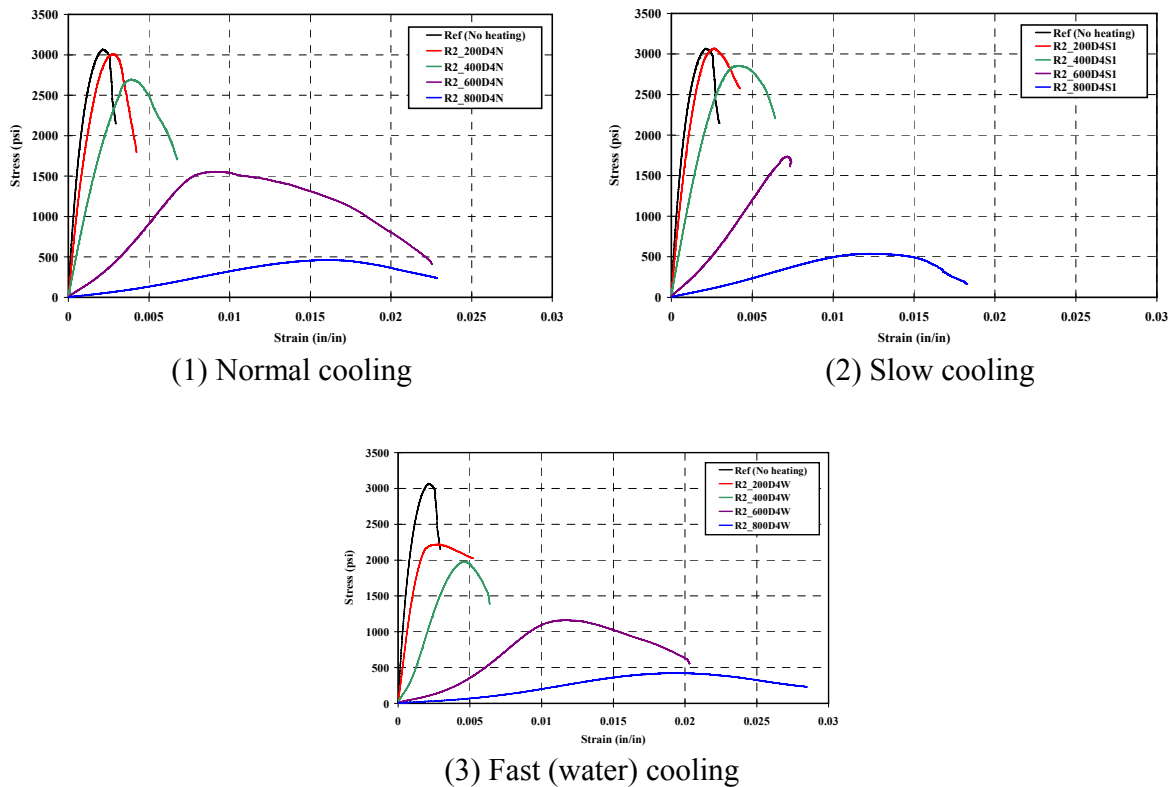 3500
3000
2500
2000
1500
1000
500
0
Stress (psi)
0 0.005 0.01 0.015 0.02 0.025 0.03
Strain (in/in)
Ref (No heating)
R2_200D4N
R2_400D4N
R2_600D4N
R2_800D4N
(1) Normal cooling
3500
3000
2500
2000
1500
1000
500
0
Stress (psi)
0 0.005 0.01 0.015 0.02 0.025 0.03
Strain (in/in)
Ref (No heating)
R2_200D4S1
R2_400D4S1
R2_600D4S1
R2_800D4S1
(2) Slow cooling
3500
3000
2500
2000
1500
1000
500
0
Stress (psi)
0 0.005 0.01 0.015 0.02 0.025 0.03
Strain (in/in)
Ref (No heating)
R2_200D4W
R2_400D4W
R2_600D4W
R2_800D4W
(3) Fast (water) cooling